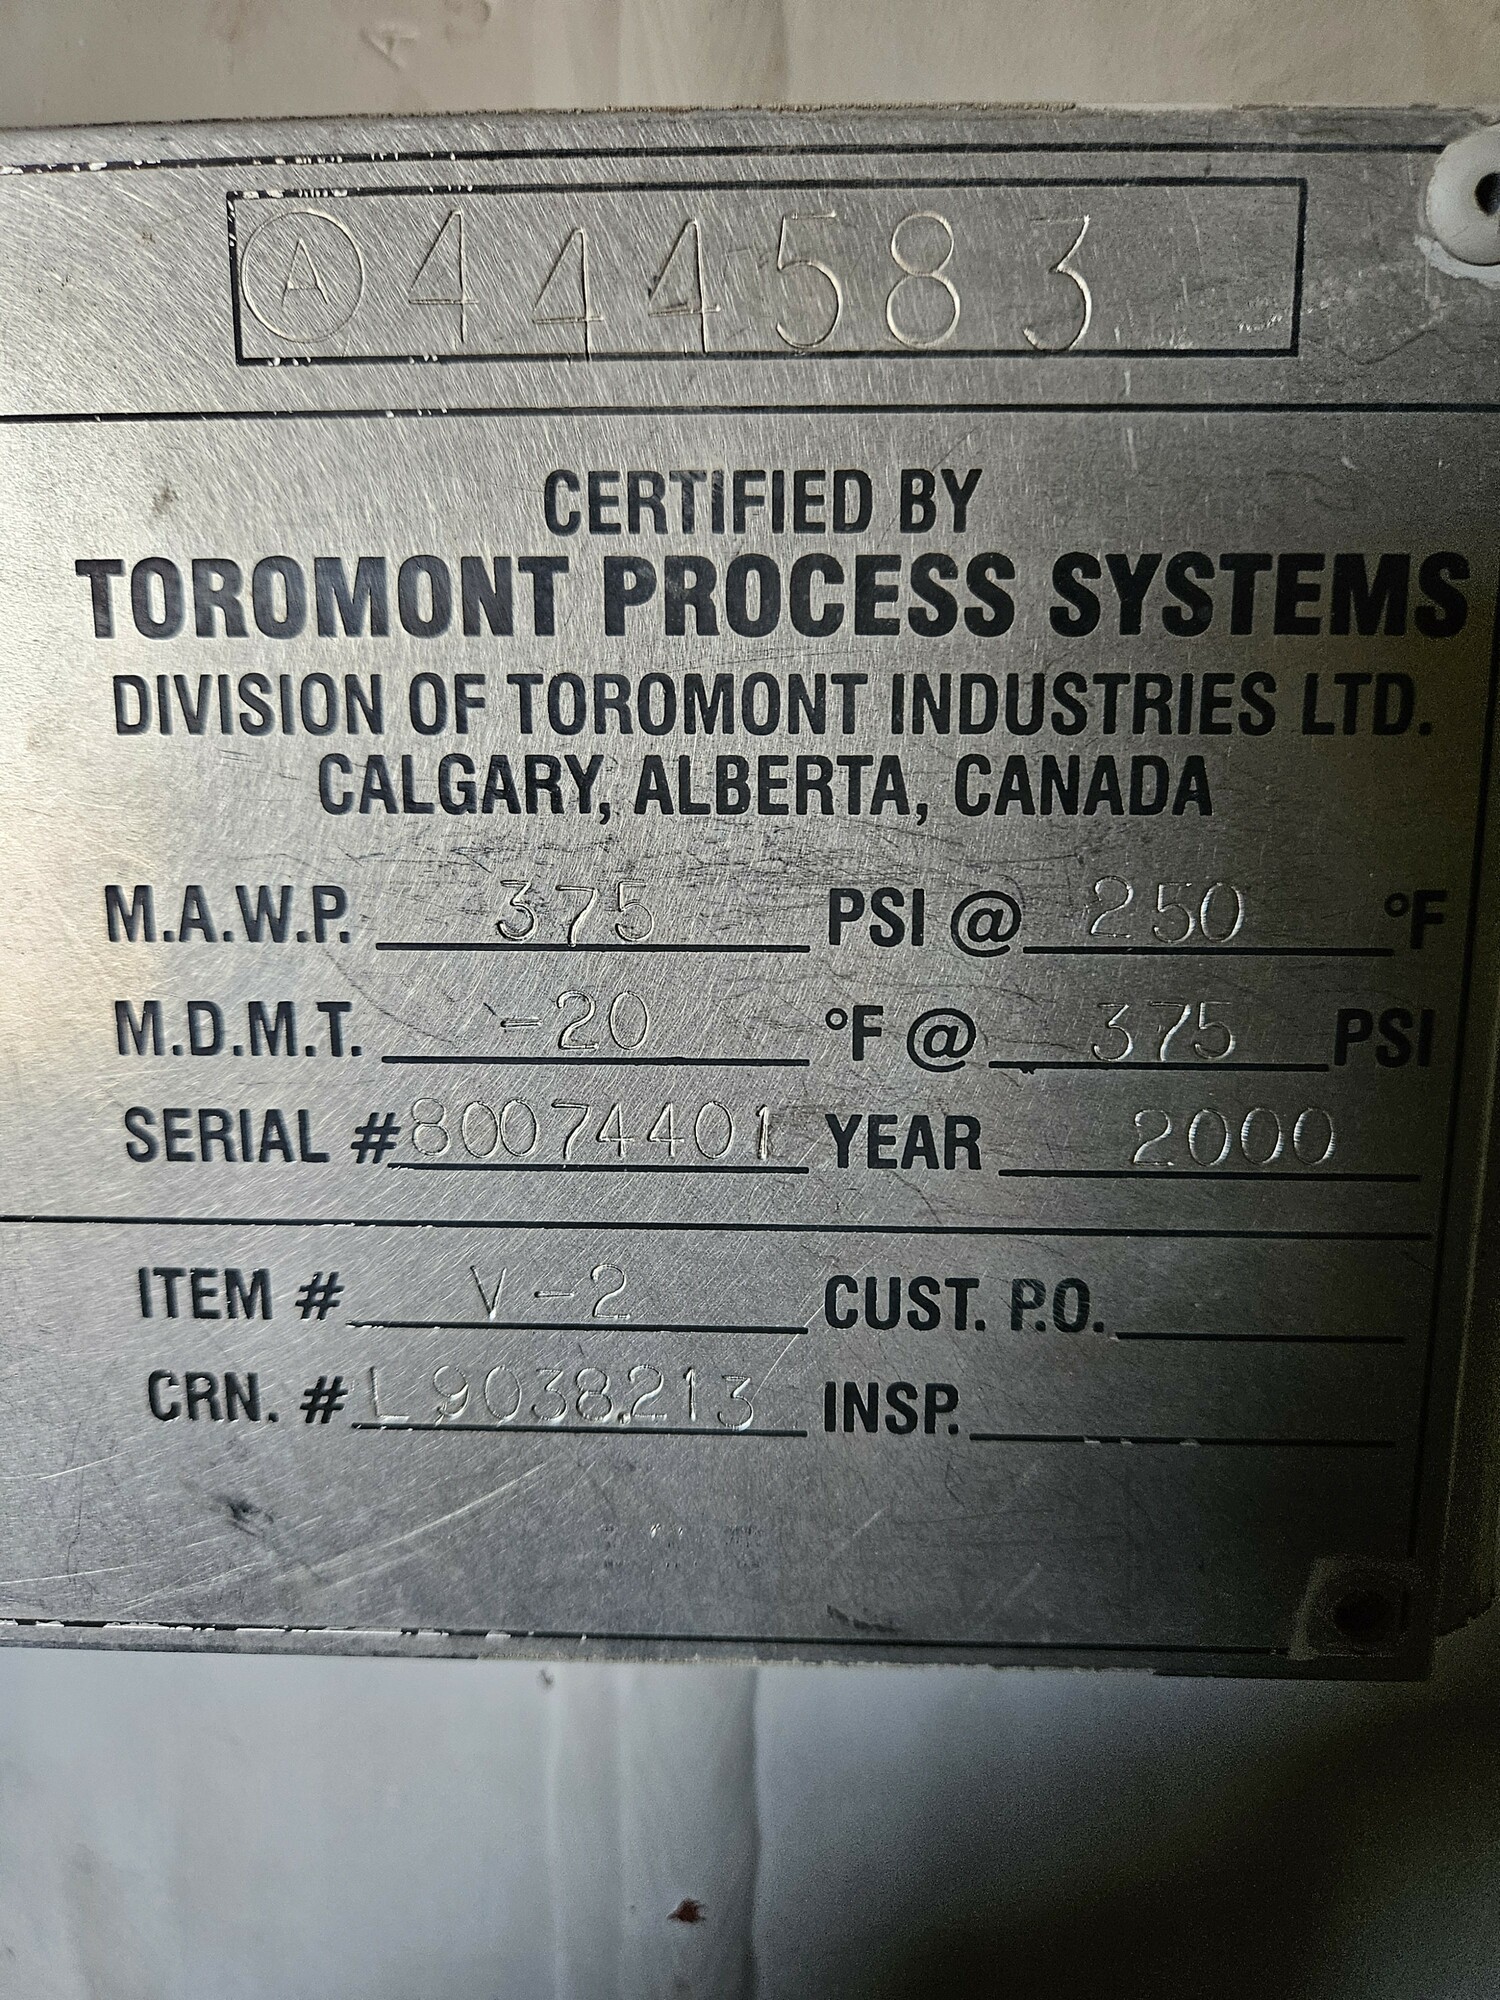 A 444583
CERTIFIED BY
TOROMONT PROCESS SYSTEMS
DIVISION OF TOROMONT INDUSTRIES LTD.
CALGARY, ALBERTA, CANADA
M.A.W.P. 375 PSI @ 250 °F
M.D.M.T. -20 °F @ 375 PSI
SERIAL # 80074401 YEAR 2000
ITEM # V-2 CUST. P.O.
CRN. # L9038.213 INSP.